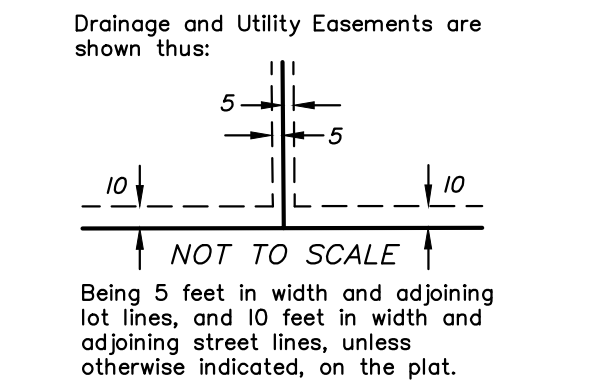 Drainage and Utility Easements are
shown thus:
5
5
10
10
NOT TO SCALE
Being 5 feet in width and adjoining
lot lines, and 10 feet in width and
adjoining street lines, unless
otherwise indicated, on the plat.